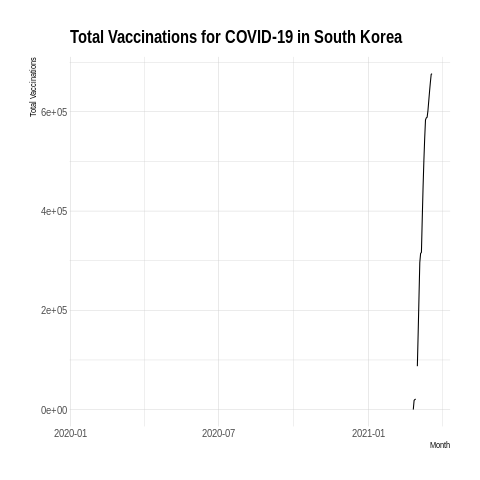 Total Vaccinations for COVID-19 in South Korea
Total Vaccinations
6e+05
4e+05
2e+05
0e+00
2020-01 2020-07 2021-01
Month